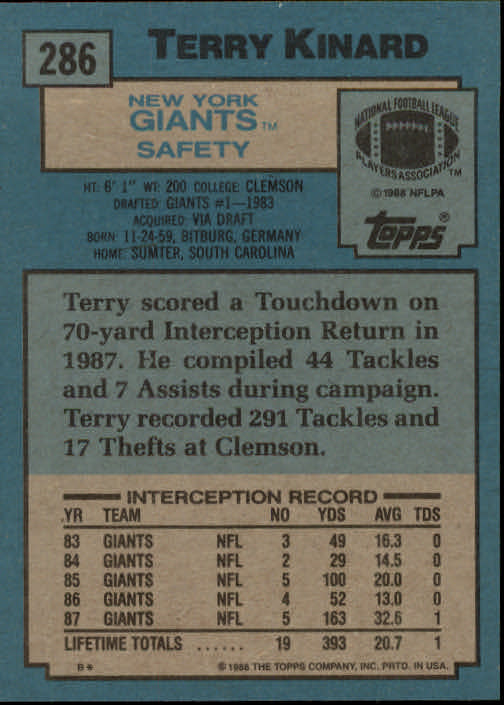 286
TERRY KINARD
NEW YORK
GIANTS™
SAFETY
NATIONAL FOOTBALL LEAGUE
PLAYERS ASSOCIATION™
© 1988 NFLPA
topps®
HT: 6' 1" WT: 200 COLLEGE: CLEMSON
DRAFTED: GIANTS #1—1983
ACQUIRED: VIA DRAFT
BORN: 11-24-59, BITBURG, GERMANY
HOME: SUMTER, SOUTH CAROLINA
Terry scored a Touchdown on
70-yard Interception Return in
1987. He compiled 44 Tackles
and 7 Assists during campaign.
Terry recorded 291 Tackles and
17 Thefts at Clemson.
INTERCEPTION RECORD
YR TEAM NO YDS AVG TDS
83 GIANTS NFL 3 49 16.3 0
84 GIANTS NFL 2 29 14.5 0
85 GIANTS NFL 5 100 20.0 0
86 GIANTS NFL 4 52 13.0 0
87 GIANTS NFL 5 163 32.6 1
LIFETIME TOTALS ...... 19 393 20.7 1
B* © 1988 THE TOPPS COMPANY, INC. PRTD. IN USA.